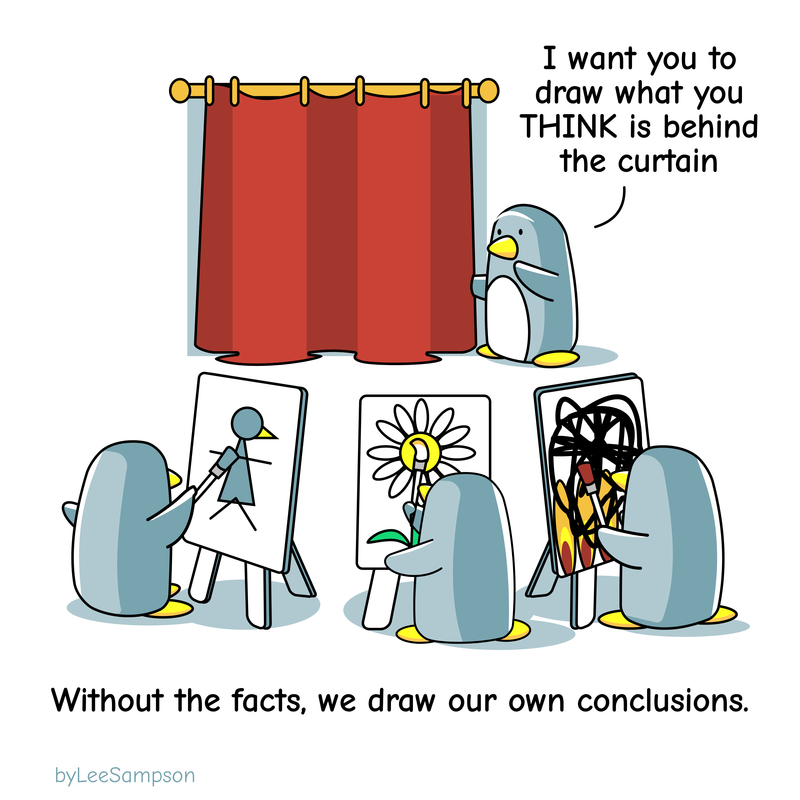 I want you to
draw what you
THINK is behind
the curtain
Without the facts, we draw our own conclusions.
byLeeSampson